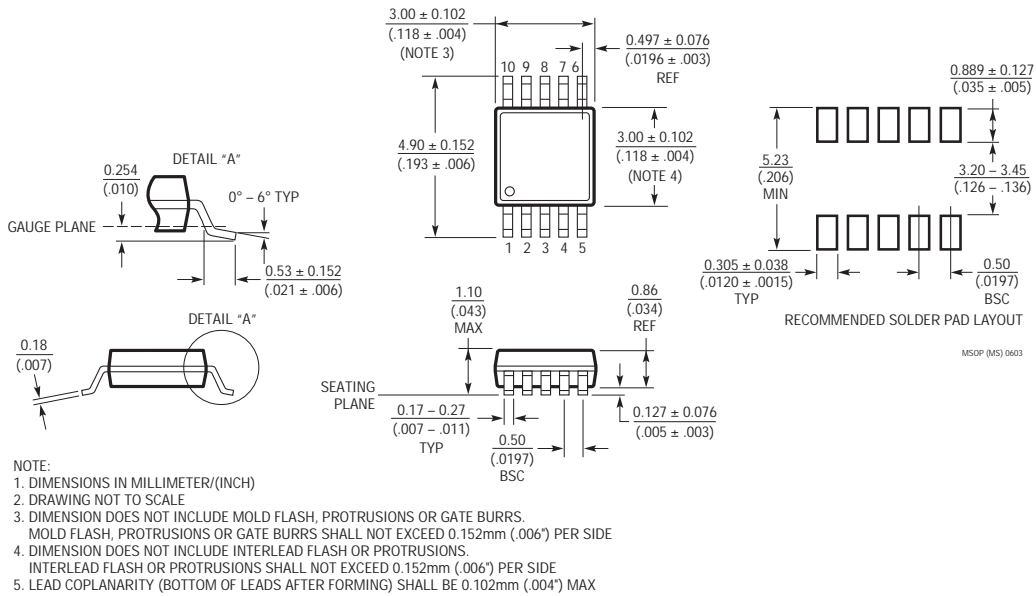 3.00 ± 0.102
(.118 ± .004)
(NOTE 3)
0.497 ± 0.076
(.0196 ± .003)
REF
10 9 8 7 6
4.90 ± 0.152
(.193 ± .006)
3.00 ± 0.102
(.118 ± .004)
(NOTE 4)
1 2 3 4 5
0.889 ± 0.127
(.035 ± .005)
5.23
(.206)
MIN
3.20 – 3.45
(.126 – .136)
0.305 ± 0.038
(.0120 ± .0015)
TYP
0.50
(.0197)
BSC
RECOMMENDED SOLDER PAD LAYOUT
MSOP (MS) 0603
DETAIL “A”
0.254
(.010)
0° – 6° TYP
GAUGE PLANE
0.53 ± 0.152
(.021 ± .006)
DETAIL “A”
0.18
(.007)
1.10
(.043)
MAX
0.86
(.034)
REF
SEATING
PLANE
0.17 – 0.27
(.007 – .011)
TYP
0.50
(.0197)
BSC
0.127 ± 0.076
(.005 ± .003)
NOTE:
1. DIMENSIONS IN MILLIMETER/(INCH)
2. DRAWING NOT TO SCALE
3. DIMENSION DOES NOT INCLUDE MOLD FLASH, PROTRUSIONS OR GATE BURRS.
MOLD FLASH, PROTRUSIONS OR GATE BURRS SHALL NOT EXCEED 0.152mm (.006") PER SIDE
4. DIMENSION DOES NOT INCLUDE INTERLEAD FLASH OR PROTRUSIONS.
INTERLEAD FLASH OR PROTRUSIONS SHALL NOT EXCEED 0.152mm (.006") PER SIDE
5. LEAD COPLANARITY (BOTTOM OF LEADS AFTER FORMING) SHALL BE 0.102mm (.004") MAX